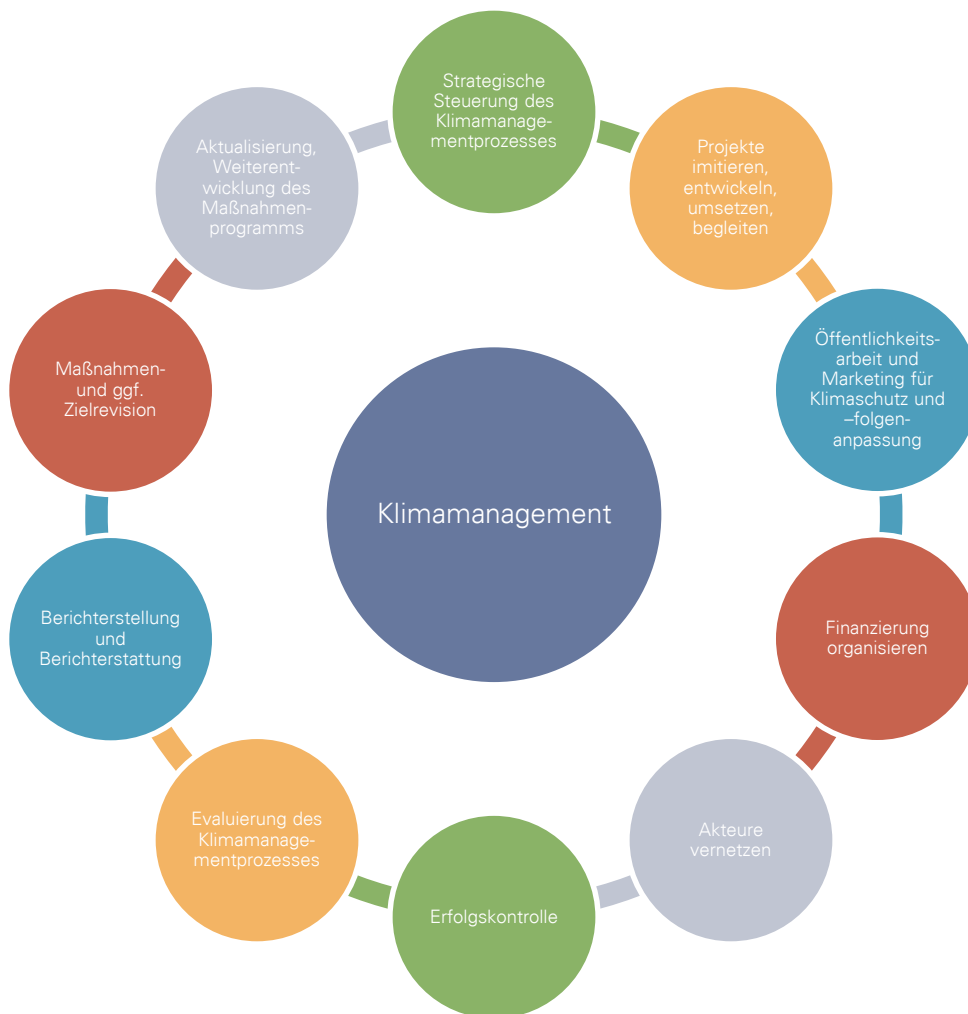 Strategische
Steuerung des
Klimamanage-
mentprozesses
Projekte
imitieren,
entwickeln,
umsetzen,
begleiten
Öffentlichkeits-
arbeit und
Marketing für
Klimaschutz und
–folgen-
anpassung
Finanzierung
organisieren
Akteure
vernetzen
Erfolgskontrolle
Evaluierung des
Klimamanage-
mentprozesses
Berichterstellung
und
Berichterstattung
Maßnahmen-
und ggf.
Zielrevision
Aktualisierung,
Weiterent-
wicklung des
Maßnahmen-
programms
Klimamanagement